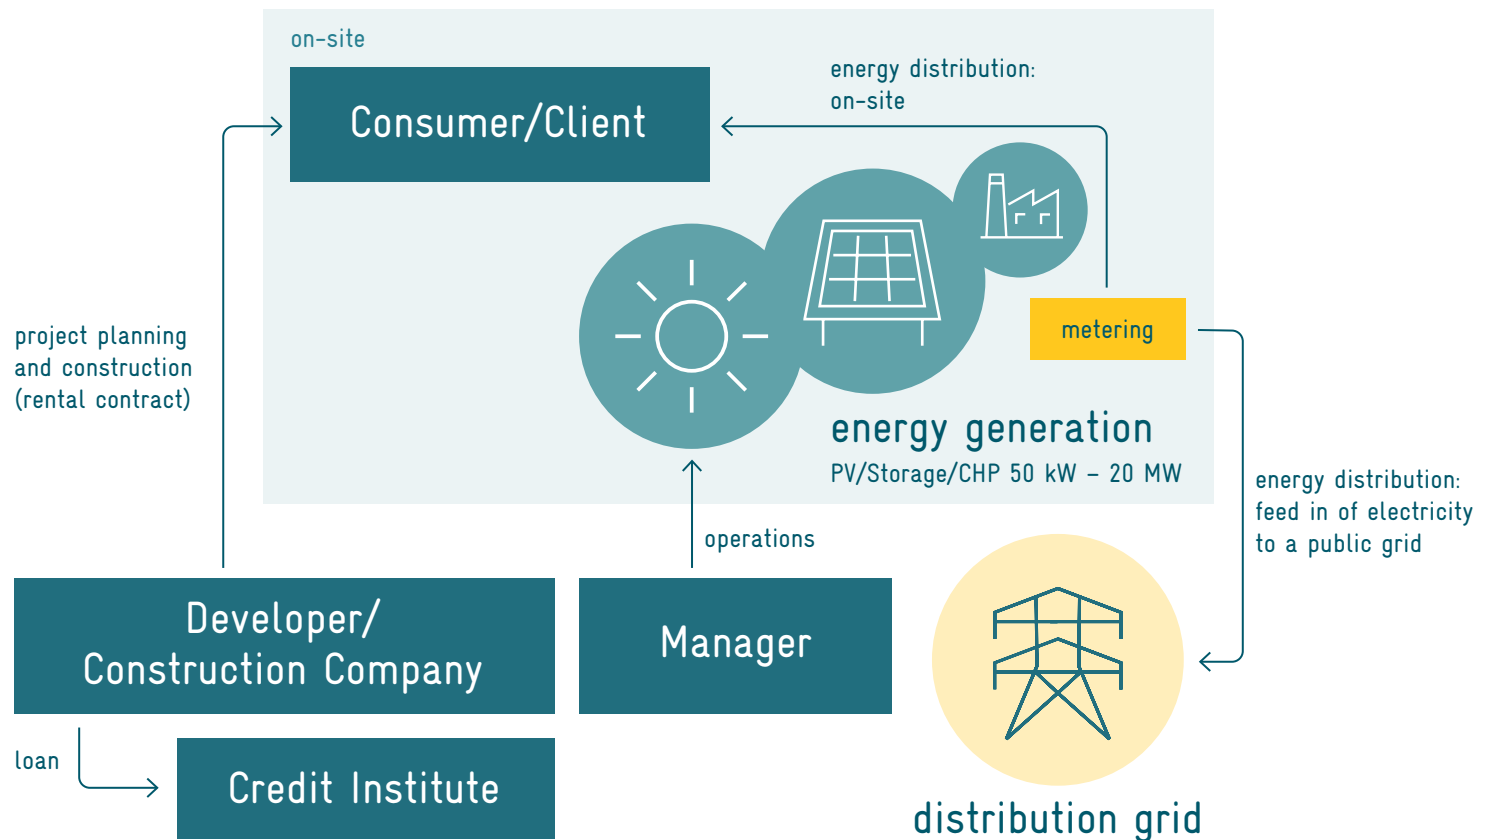 on-site
Consumer/Client
energy distribution:
on-site
metering
project planning
and construction
(rental contract)
energy generation
PV/Storage/CHP 50 kW – 20 MW
energy distribution:
feed in of electricity
to a public grid
operations
Developer/
Construction Company
Manager
loan
Credit Institute
distribution grid